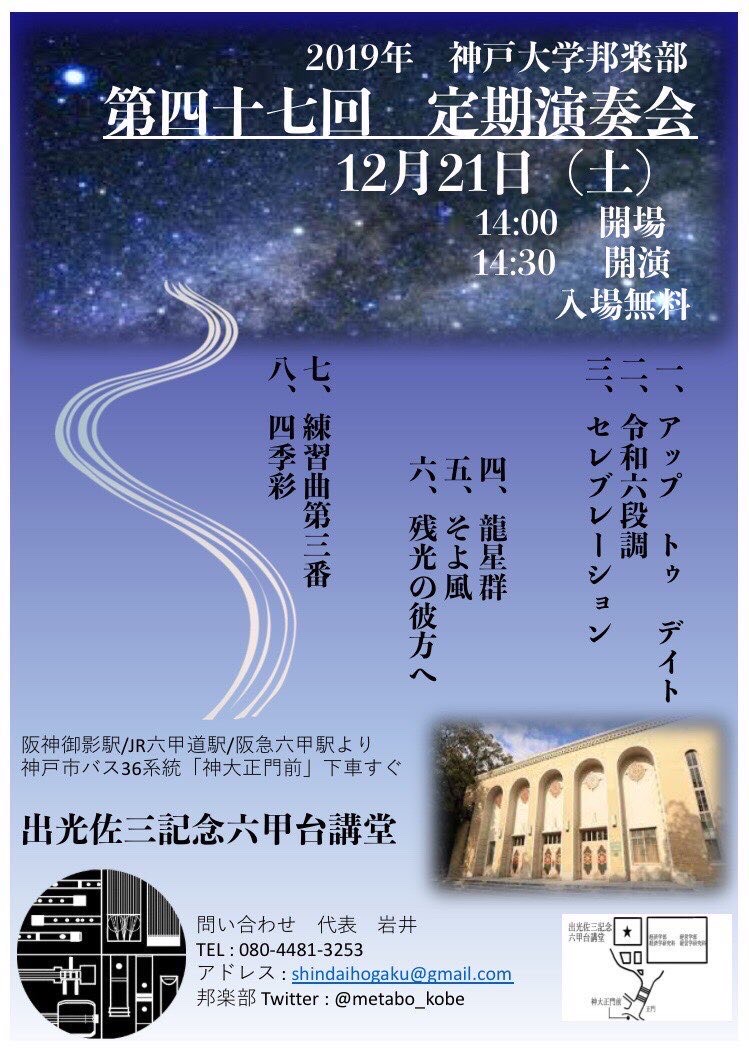 2019年　神戸大学邦楽部
第四十七回　定期演奏会
12月21日（土）
14:00　開場
14:30　開演
入場無料
一、アップ　トゥ　デイト
二、令和六段調
三、セレブレーション
四、龍星群
五、そよ風
六、残光の彼方へ
七、練習曲第三番
八、四季彩
阪神御影駅/JR六甲道駅/阪急六甲駅より
神戸市バス36系統「神大正門前」下車すぐ
出光佐三記念六甲台講堂
問い合わせ　代表　岩井
TEL : 080-4481-3253
アドレス : shindaihogaku@gmail.com
邦楽部 Twitter : @metabo_kobe
出光佐三記念
六甲台講堂
神大正門前
正門